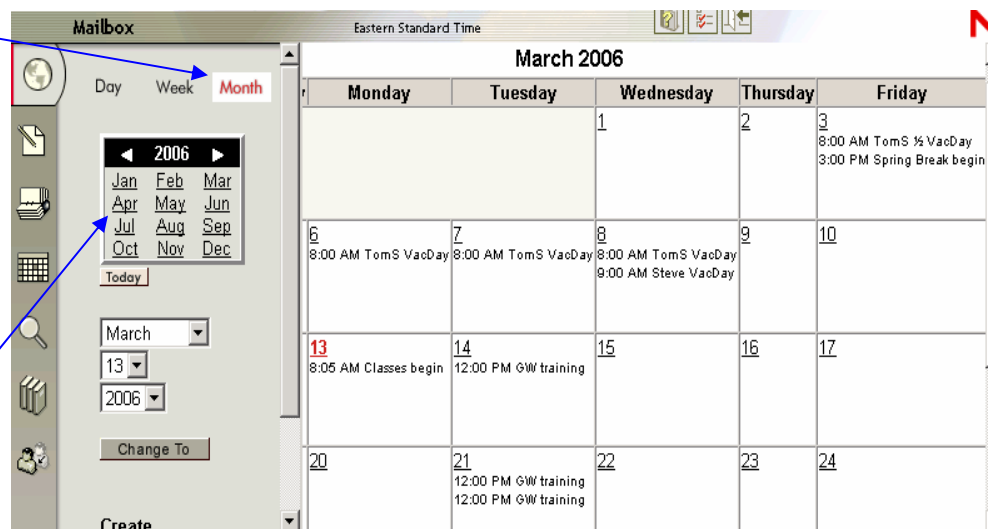 Mailbox
Eastern Standard Time
N
Day Week Month
2006
Jan Feb Mar
Apr May Jun
Jul Aug Sep
Oct Nov Dec
Today
March
13
2006
Change To
Create
March 2006
Monday Tuesday Wednesday Thursday Friday
1 2 3
8:00 AM TomS ½ VacDay
3:00 PM Spring Break begin
6 7 8 9 10
8:00 AM TomS VacDay 8:00 AM TomS VacDay 8:00 AM TomS VacDay
9:00 AM Steve VacDay
13 14 15 16 17
8:05 AM Classes begin 12:00 PM GW training
20 21 22 23 24
12:00 PM GW training
12:00 PM GW training